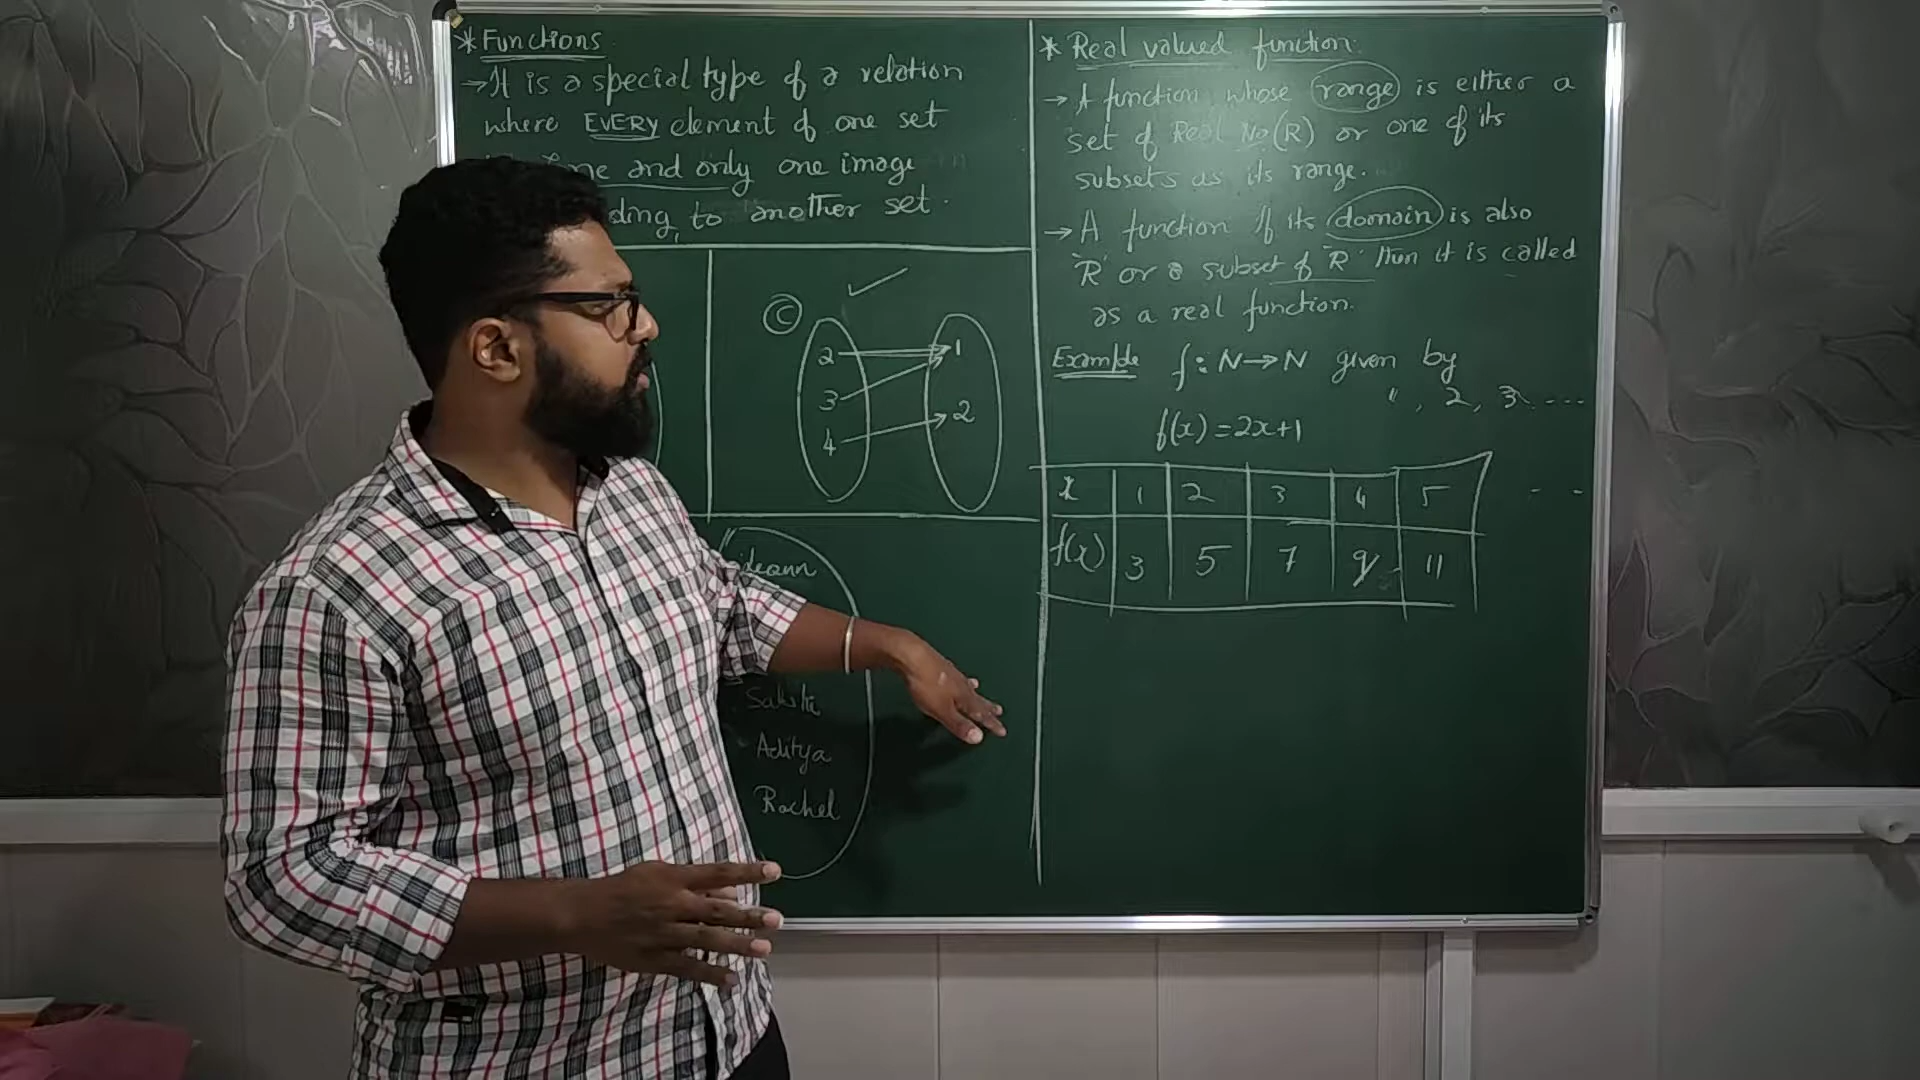 * Functions
→ It is a special type of a relation
where EVERY element of one set
and only one image
to another set.
©
2
3
4
1
2
Sakshi
Aditya
Rachel
* Real valued function.
→ A function whose range is either a
set of Real No (R) or one of its
subsets as its range.
→ A function if its domain is also
'R' or a subset of 'R' then it is called
as a real function.
Example f : N → N given by
, 2, 3 ...
f(x) = 2x+1
x 1 2 3 4 5 - -
f(x) 3 5 7 9 11